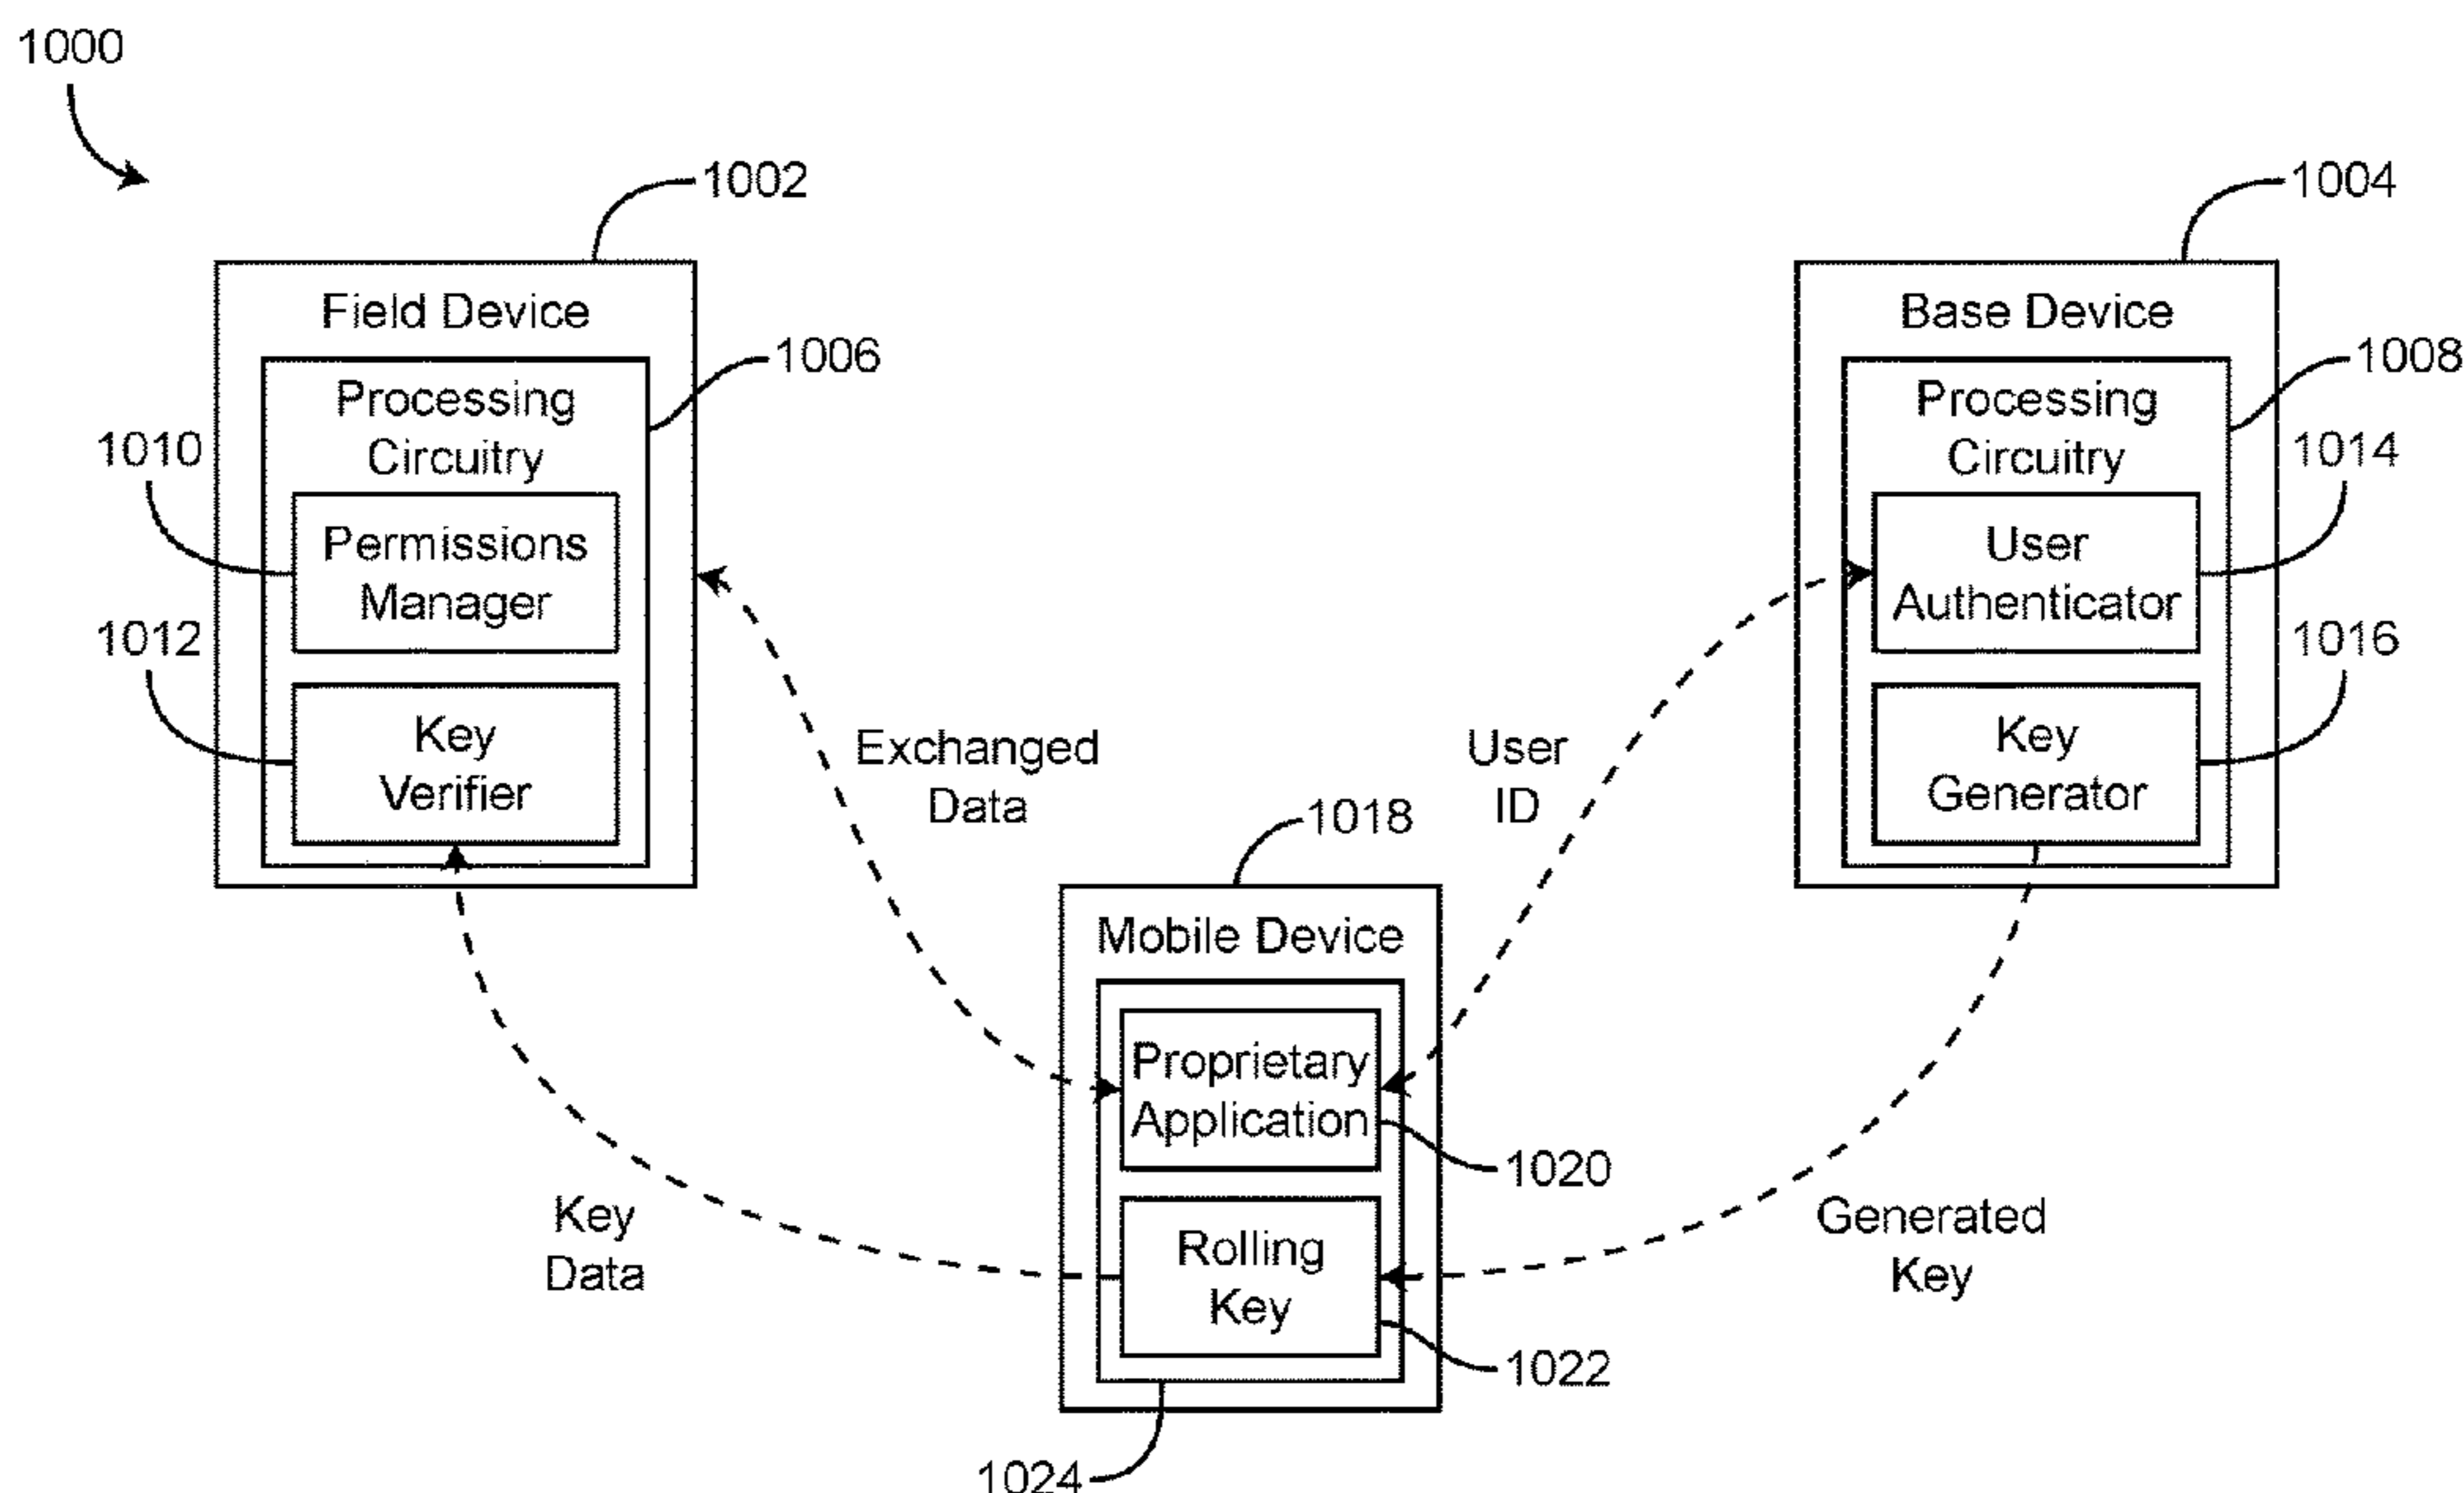 1000
1002
1004
Field Device
1006
Processing
Circuitry
1010
Permissions
Manager
1012
Key
Verifier
Base Device
1008
Processing
Circuitry
1014
User
Authenticator
1016
Key
Generator
Exchanged
Data
User
ID
1018
Mobile Device
Proprietary
Application
1020
Rolling
Key
1022
1024
Key
Data
Generated
Key